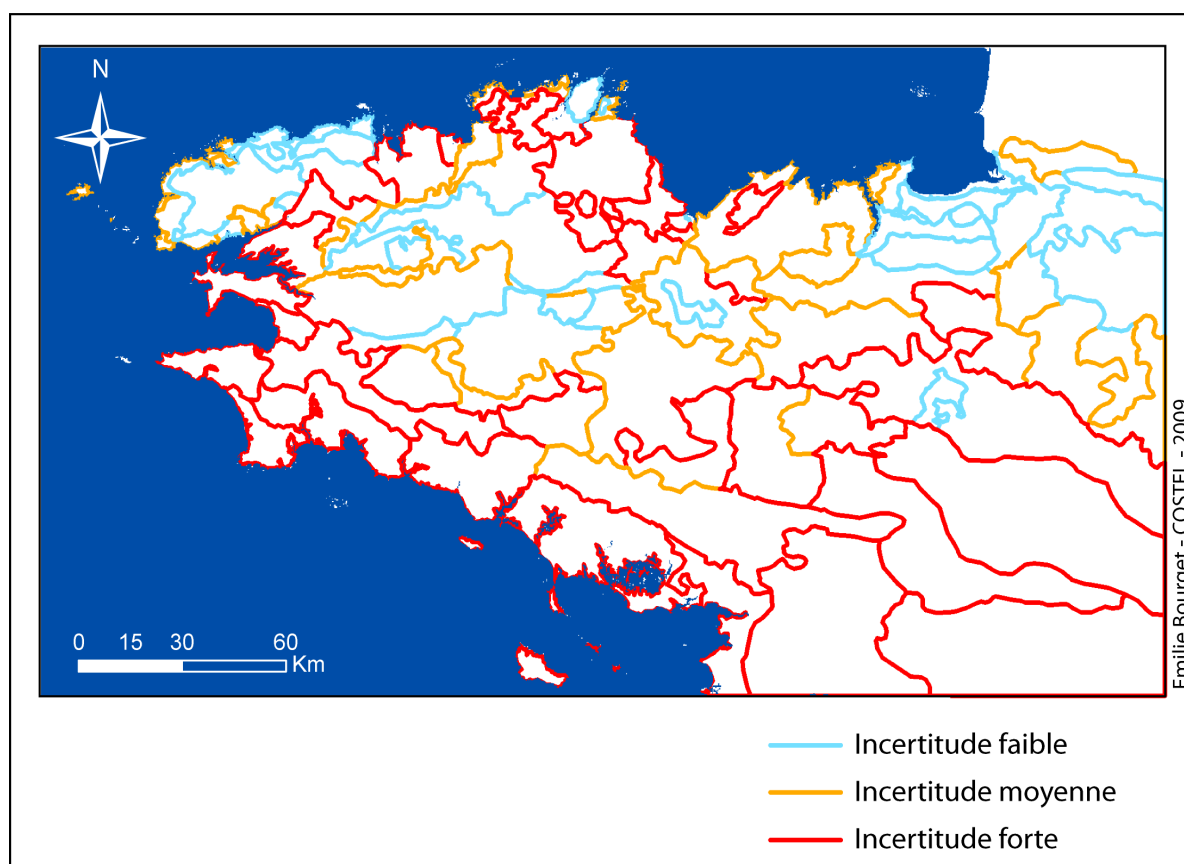 N
0 15 30 60
Km
Emilie Bourget - COSTEL - 2009
Incertitude faible
Incertitude moyenne
Incertitude forte